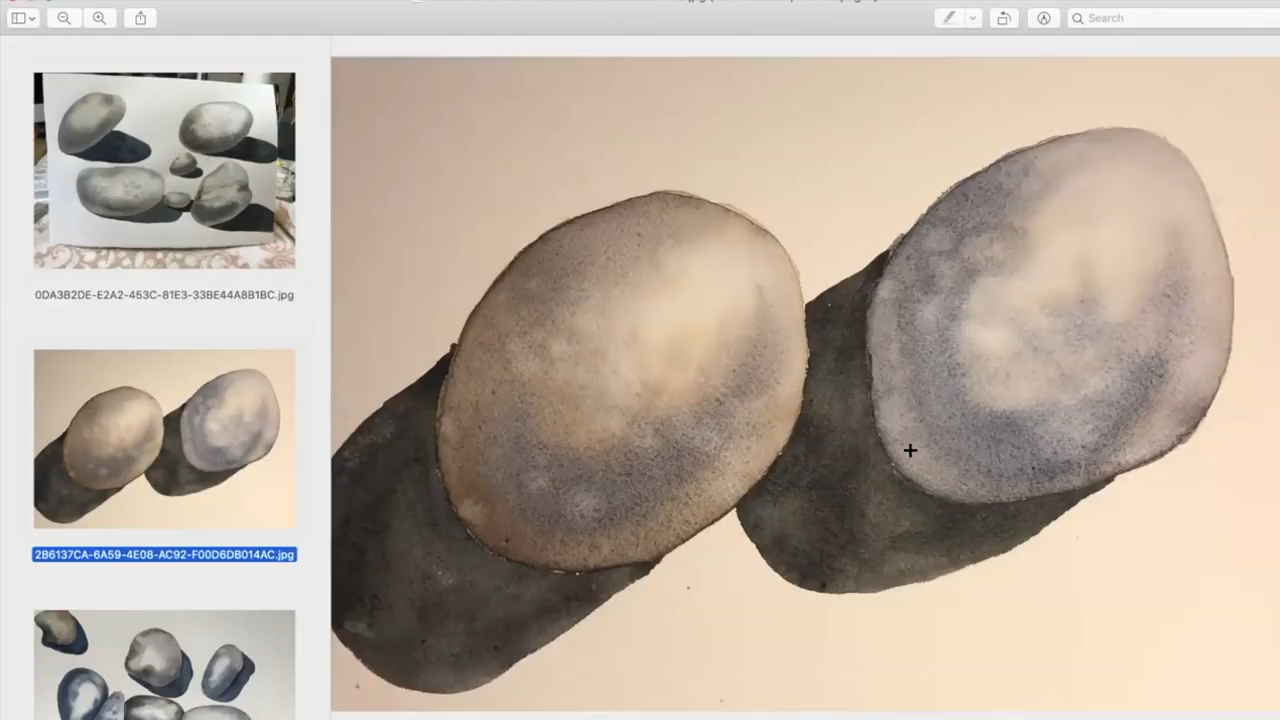 Search
0DA3B2DE-E2A2-453C-81E3-33BE44A8B1BC.jpg
2B6137CA-6A59-4E08-AC92-F00D6DB014AC.jpg